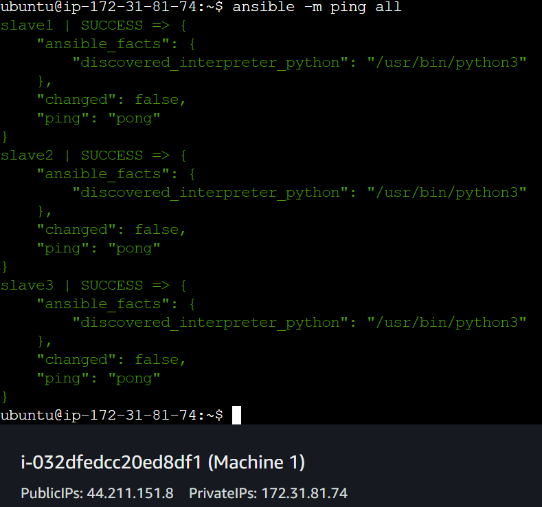 ubuntu@ip-172-31-81-74:~$ ansible -m ping all
slave1 | SUCCESS => {
    "ansible_facts": {
        "discovered_interpreter_python": "/usr/bin/python3"
    },
    "changed": false,
    "ping": "pong"
}
slave2 | SUCCESS => {
    "ansible_facts": {
        "discovered_interpreter_python": "/usr/bin/python3"
    },
    "changed": false,
    "ping": "pong"
}
slave3 | SUCCESS => {
    "ansible_facts": {
        "discovered_interpreter_python": "/usr/bin/python3"
    },
    "changed": false,
    "ping": "pong"
}
ubuntu@ip-172-31-81-74:~$
i-032dfedcc20ed8df1 (Machine 1)
PublicIPs: 44.211.151.8    PrivateIPs: 172.31.81.74